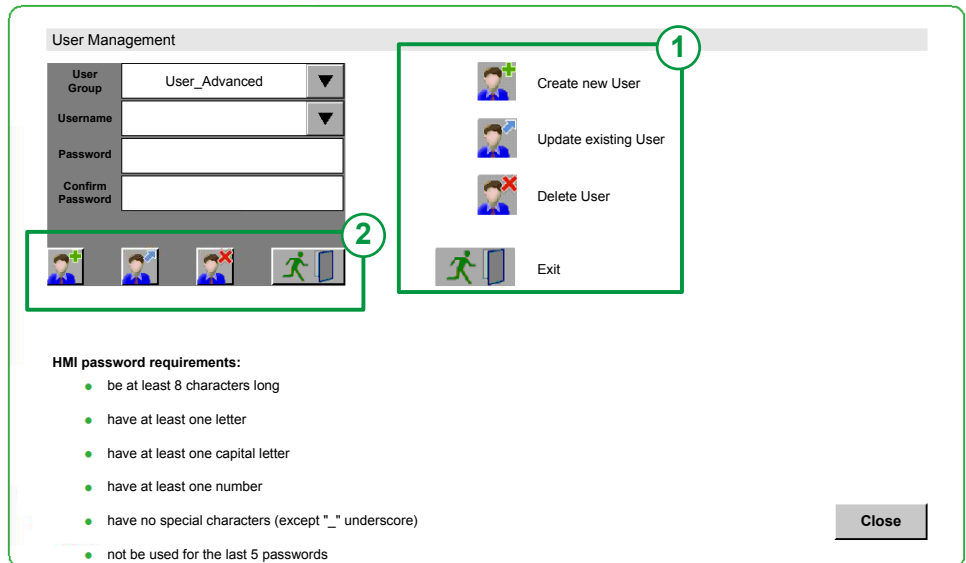 User Management
1
User
Group
User_Advanced
Username
Password
Confirm
Password
2
Create new User
Update existing User
Delete User
Exit
HMI password requirements:
be at least 8 characters long
have at least one letter
have at least one capital letter
have at least one number
have no special characters (except "_" underscore)
not be used for the last 5 passwords
Close